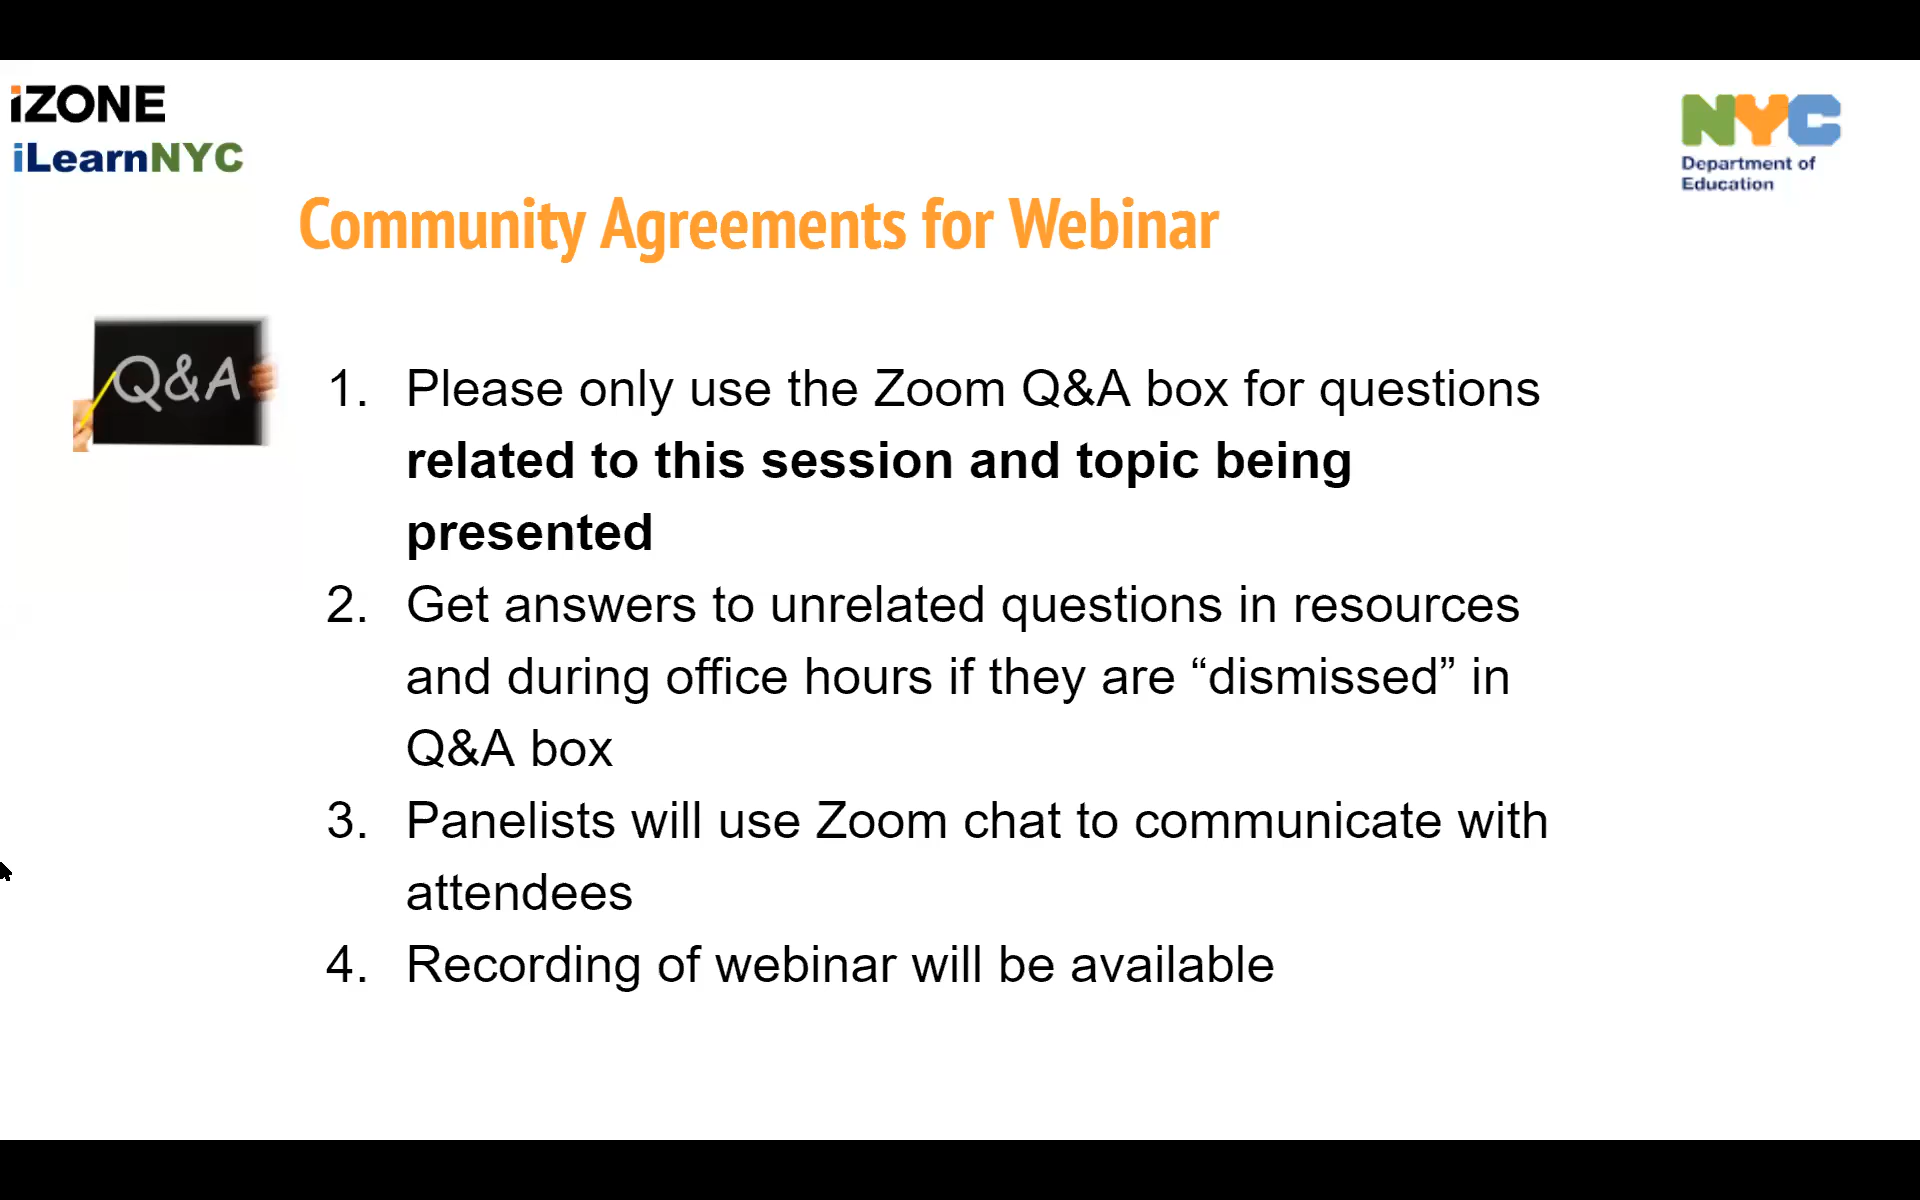 iZONE
iLearnNYC
NYC
Department of
Education
Community Agreements for Webinar
Q&A
1. Please only use the Zoom Q&A box for questions
related to this session and topic being
presented
2. Get answers to unrelated questions in resources
and during office hours if they are “dismissed” in
Q&A box
3. Panelists will use Zoom chat to communicate with
attendees
4. Recording of webinar will be available